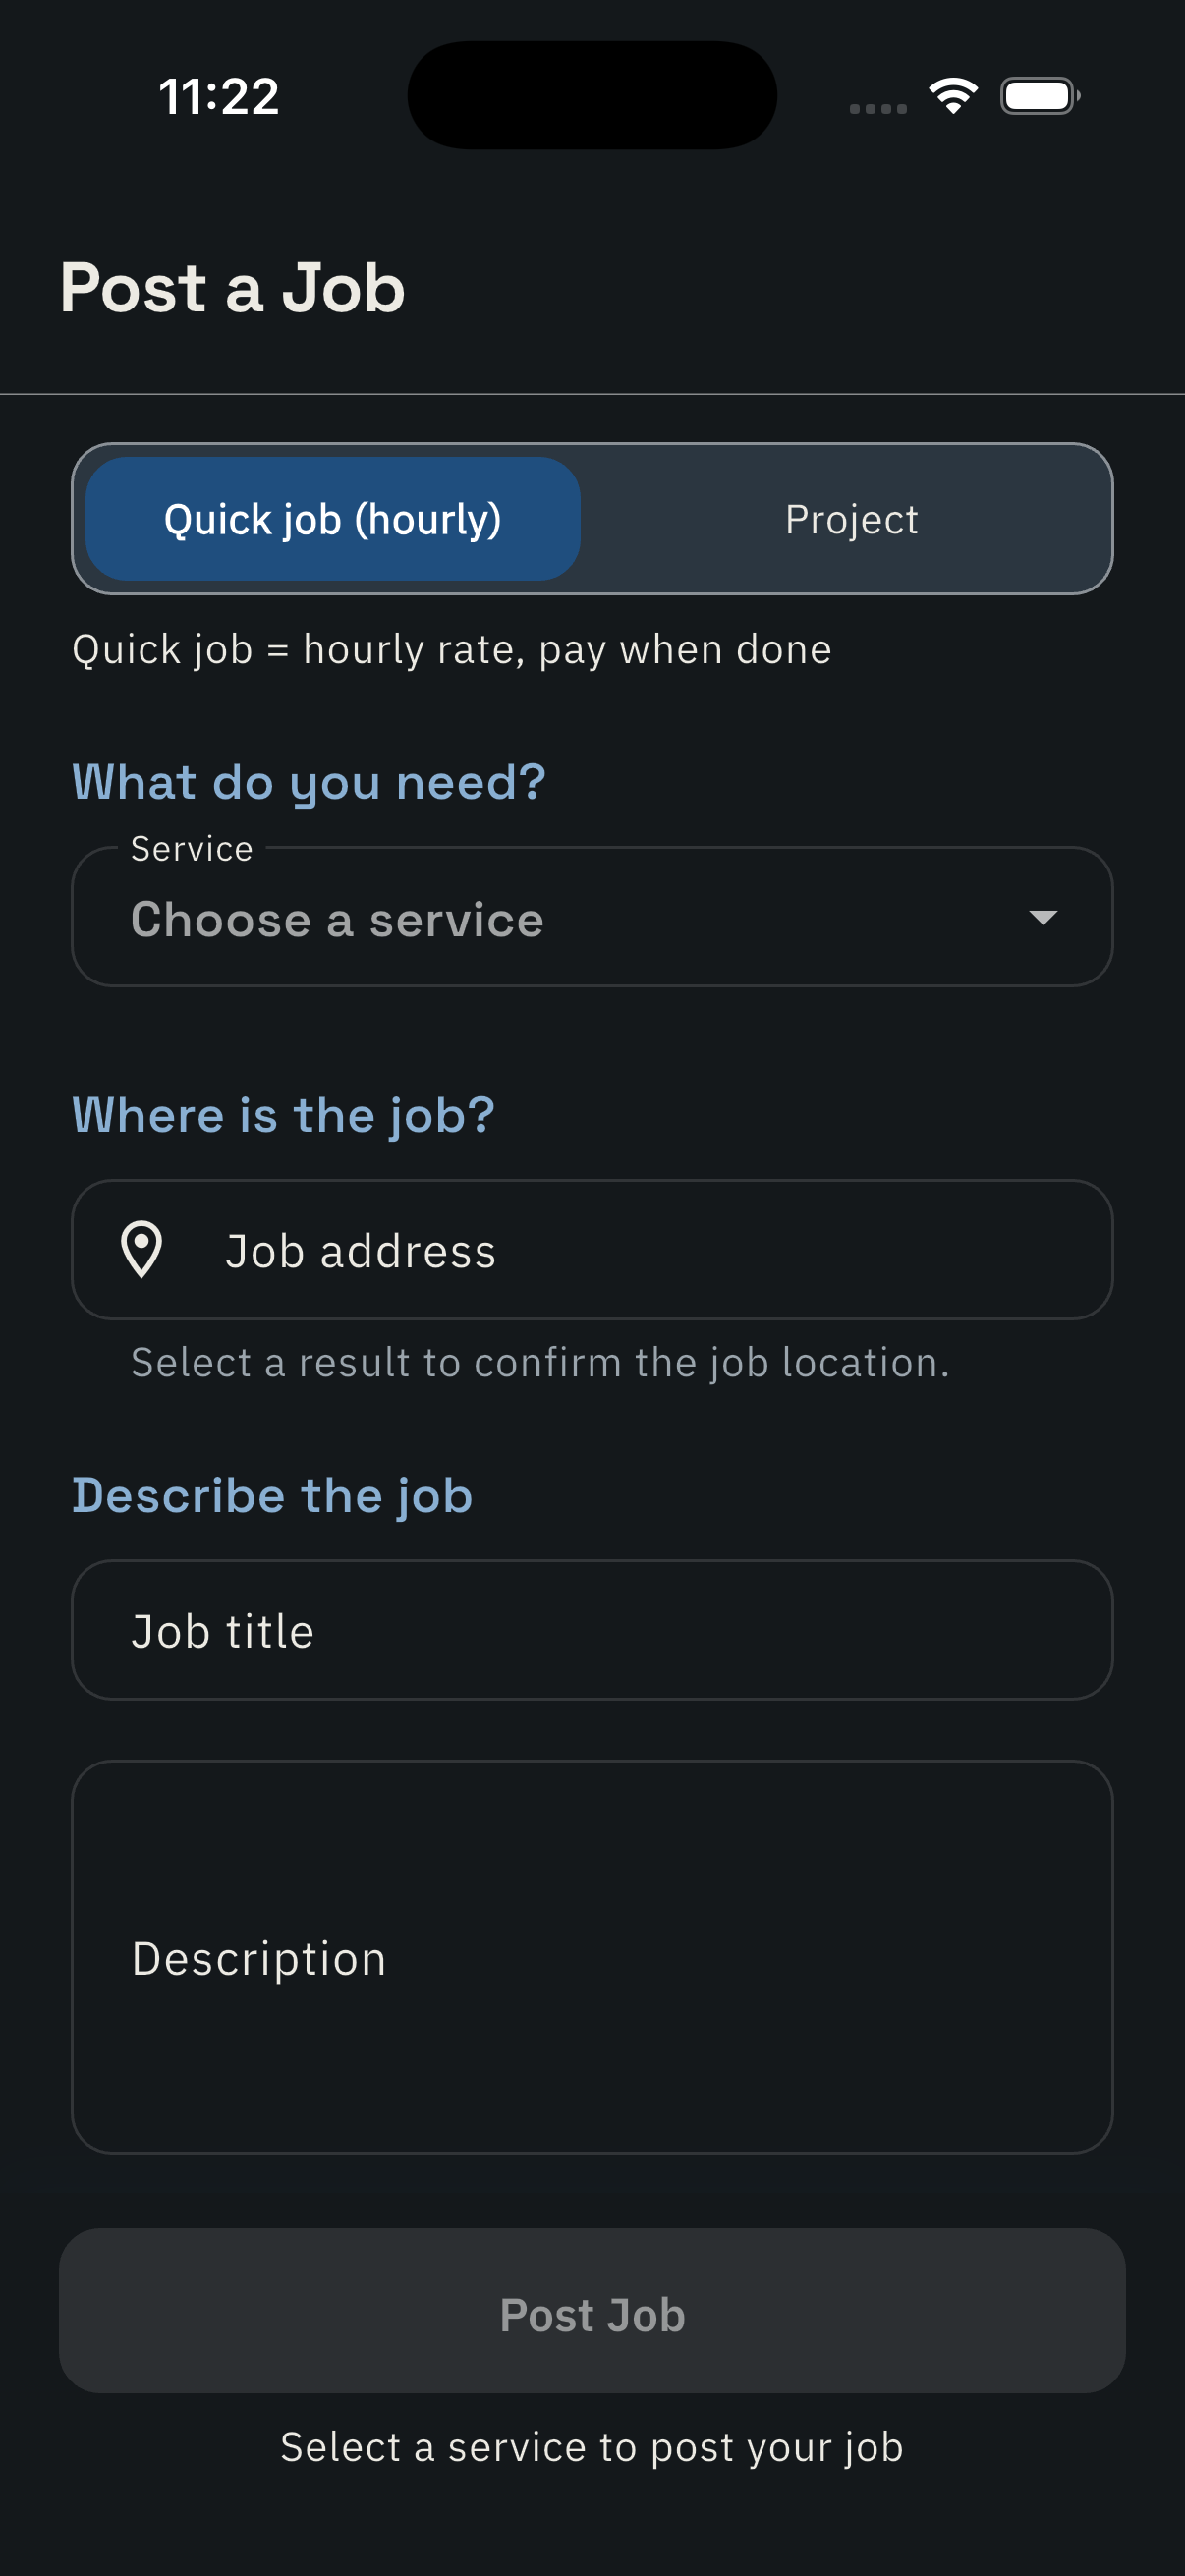 11:22
Post a Job
Quick job (hourly)
Project
Quick job = hourly rate, pay when done
What do you need?
Service
Choose a service
Where is the job?
Job address
Select a result to confirm the job location.
Describe the job
Job title
Description
Post Job
Select a service to post your job